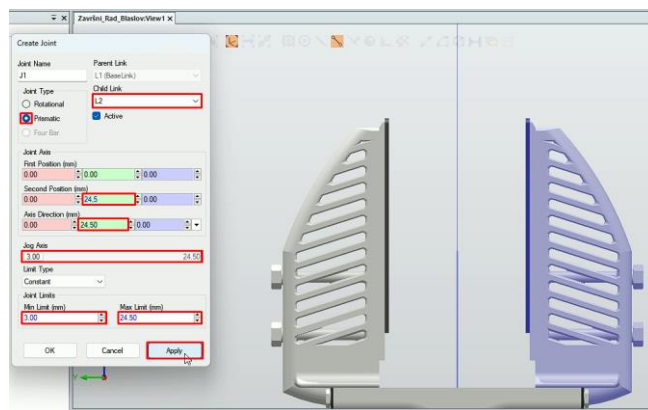 Završni_Rad_Blaslov:View1 x
Create Joint
Joint Name Parent Link
J1 L1 (BaseLink)
Joint Type Child Link
Rotational L2
Prismatic Active
Four Bar
Joint Axis
First Position (mm)
0.00 0.00 0.00
Second Position (mm)
0.00 24.5 0.00
Axis Direction (mm)
0.00 24.50 0.00
Jog Axis
3.00 24.50
Limit Type
Constant
Joint Limits
Min Limit (mm) Max Limit (mm)
3.00 24.50
OK Cancel Apply
Y